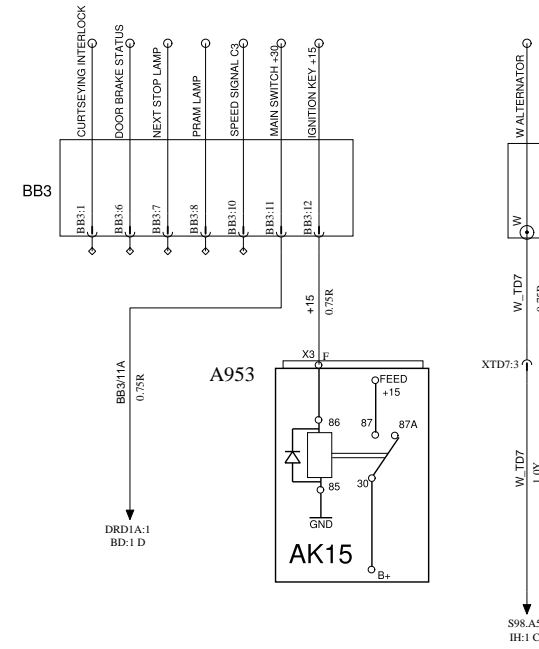 CURTSEYING INTERLOCK
DOOR BRAKE STATUS
NEXT STOP LAMP
PRAM LAMP
SPEED SIGNAL C3
MAIN SWITCH +30
IGNITION KEY +15
W ALTERNATOR
BB3
BB3:1
BB3:6
BB3:7
BB3:8
BB3:10
BB3:11
BB3:12
W
+15
0.75R
W_TD7
BB3/11A
0.75R
X3 F
XTD7:3
A953
FEED
+15
86
87
87A
85
30
GND
W_TD7
AK15
B+
DRD1A:1
BD:1 D
S98.A5
IH:1 C